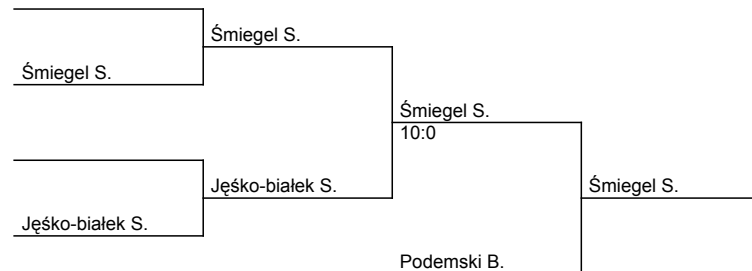 Śmiegel S.
Śmiegel S.
Śmiegel S.
10:0
Jęśko-białek S.
Śmiegel S.
Jęśko-białek S.
Podemski B.